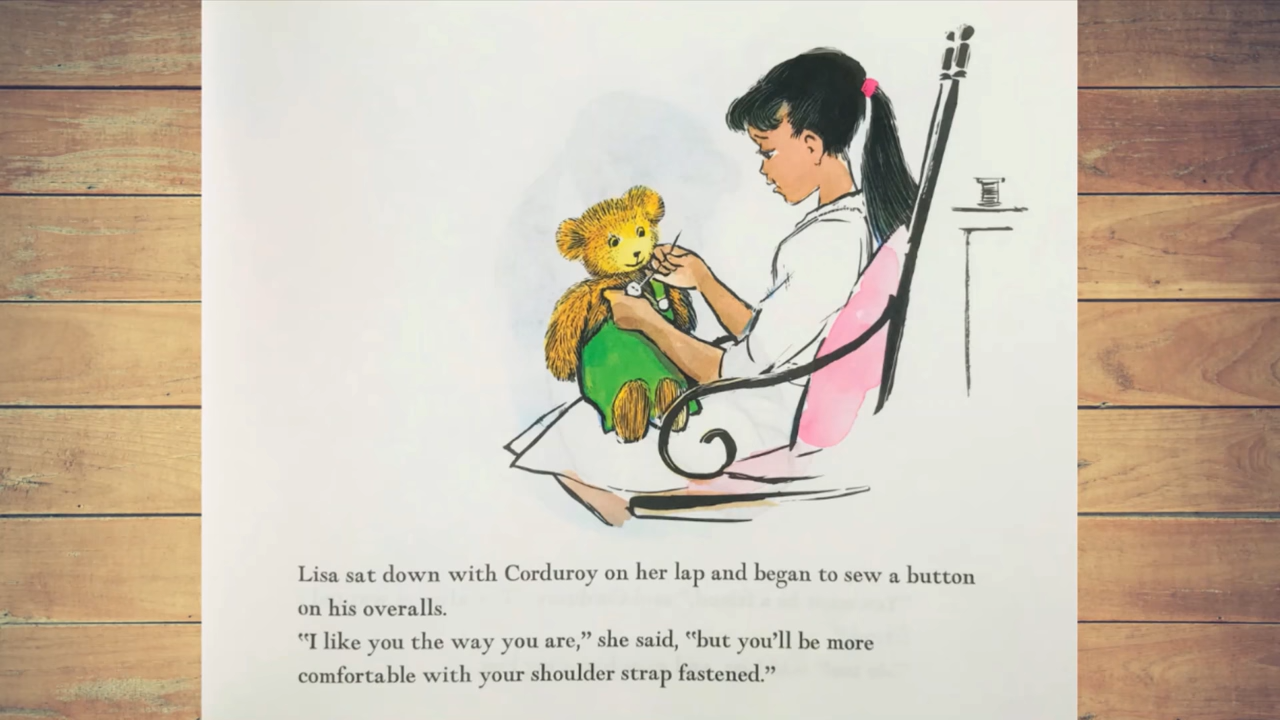 Lisa sat down with Corduroy on her lap and began to sew a button
on his overalls.
“I like you the way you are,” she said, “but you’ll be more
comfortable with your shoulder strap fastened.”